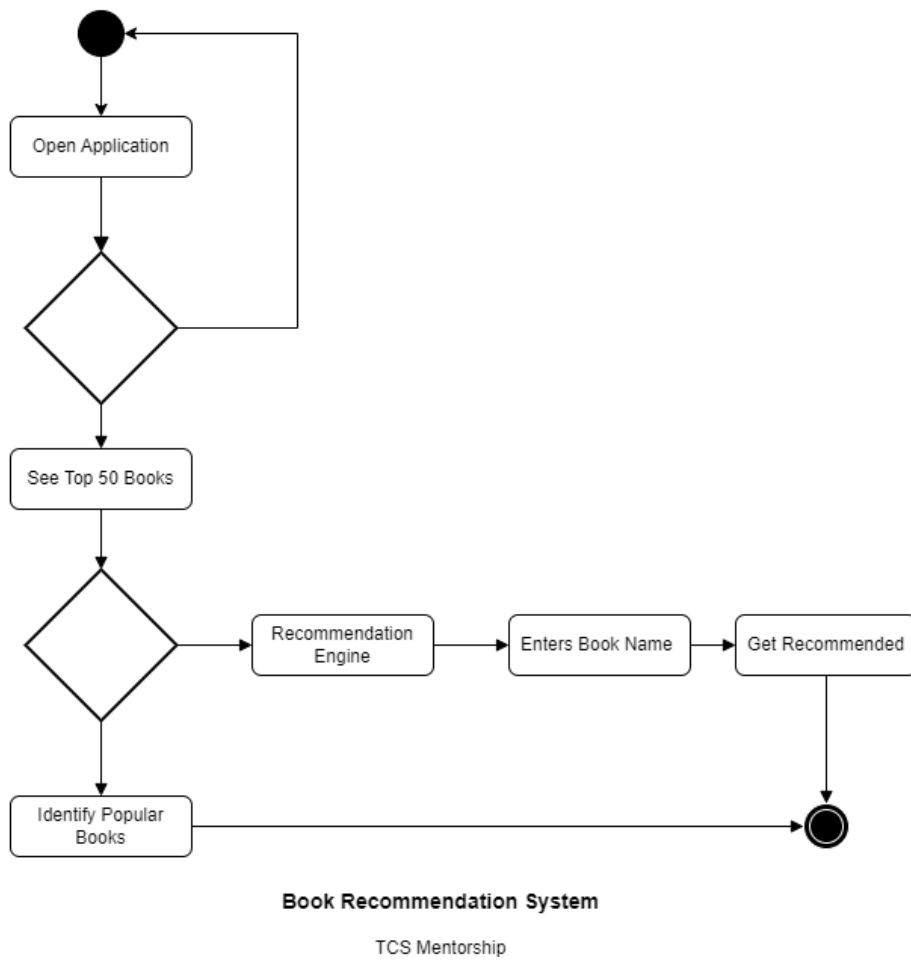 Open Application
See Top 50 Books
Recommendation
Engine
Enters Book Name
Get Recommended
Identify Popular
Books
Book Recommendation System
TCS Mentorship